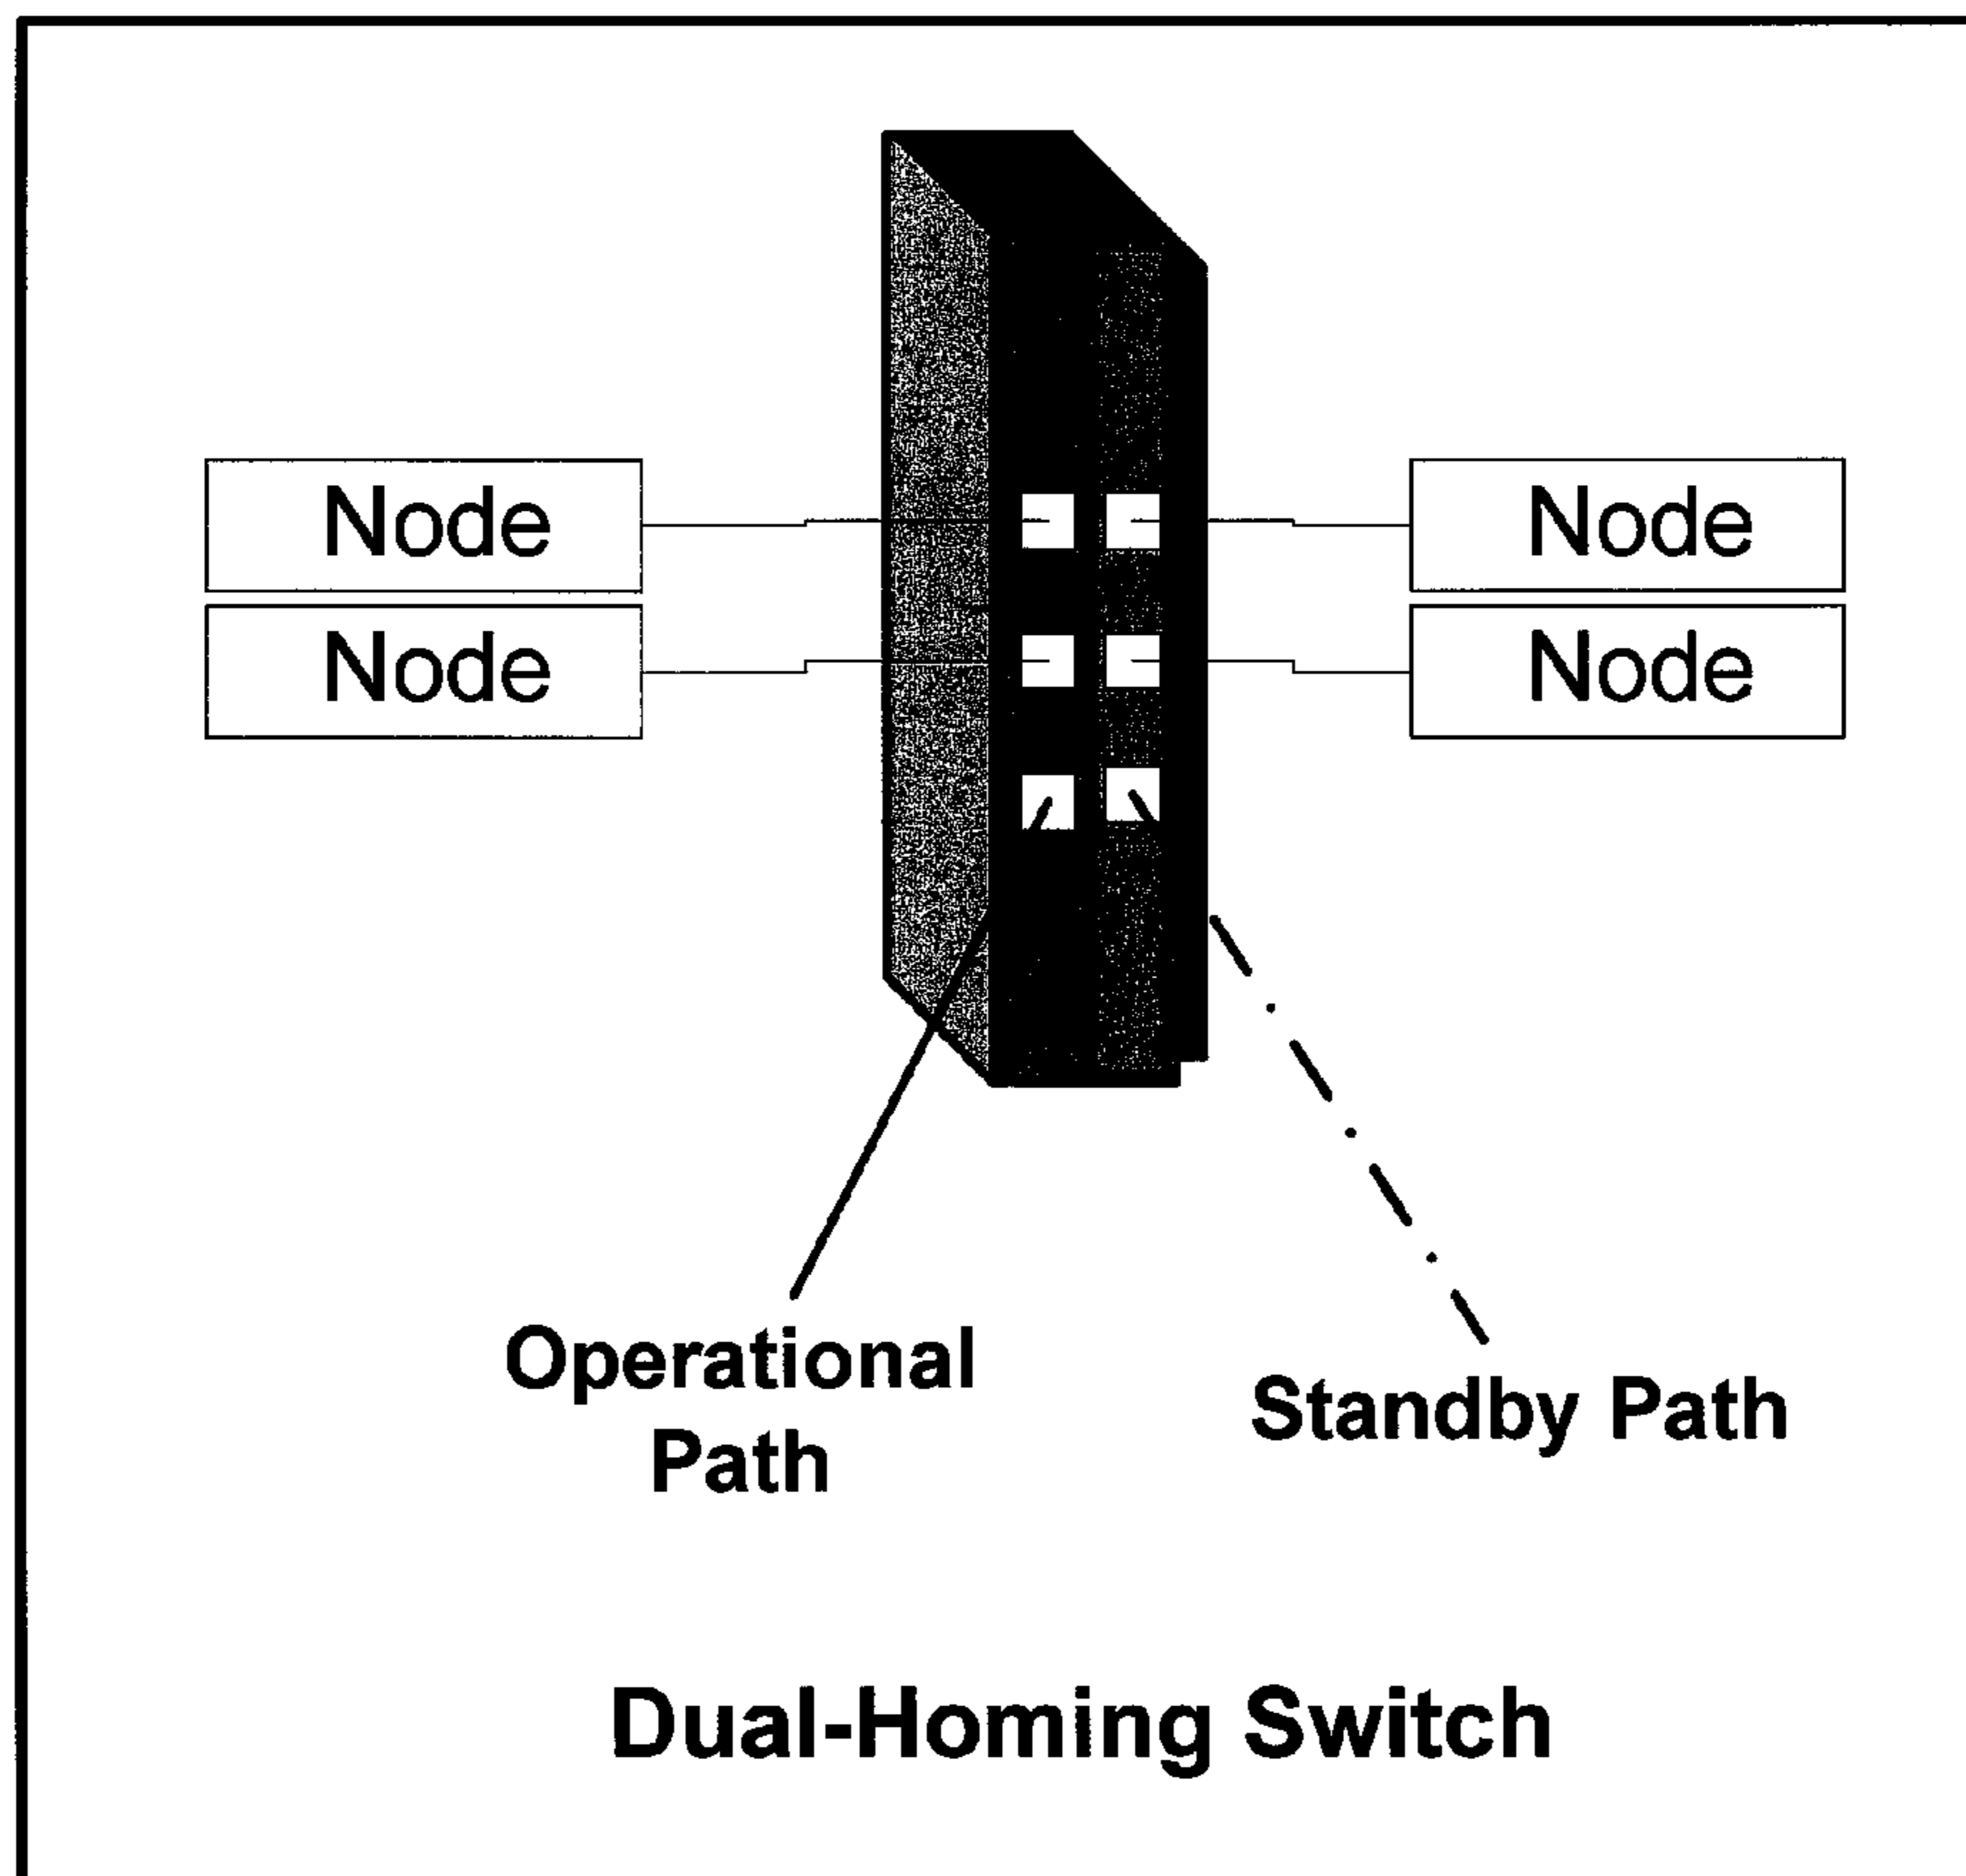 Node
Node
Node
Node
Operational
Path
Standby Path
Dual-Homing Switch